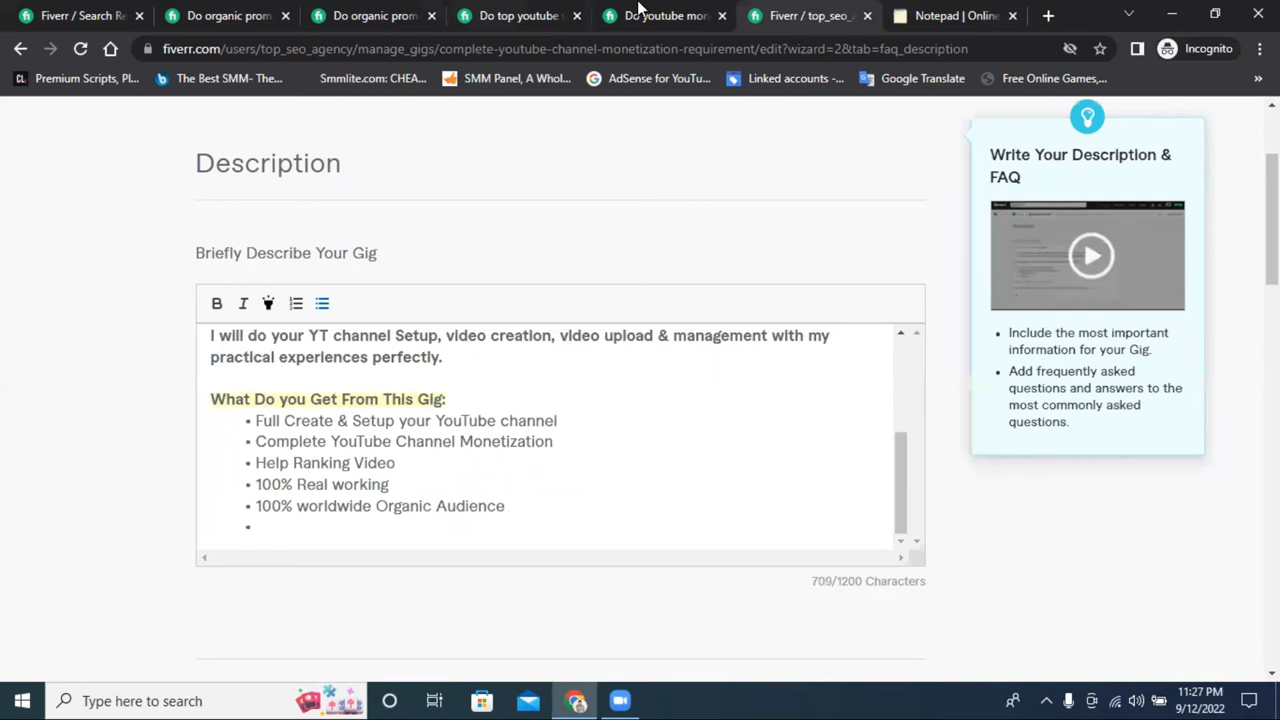 Fiverr / Search Re
Do organic prom
Do organic prom
Do top youtube v
Do youtube mon
Fiverr / top_seo_a
Notepad | Online
fiverr.com/users/top_seo_agency/manage_gigs/complete-youtube-channel-monetization-requirement/edit?wizard=2&tab=faq_description
Incognito
Premium Scripts, Pl...
The Best SMM- The...
Smmlite.com: CHEA...
SMM Panel, A Whol...
AdSense for YouTu...
Linked accounts -...
Google Translate
Free Online Games,...
»
Description
Briefly Describe Your Gig
B I
I will do your YT channel Setup, video creation, video upload & management with my
practical experiences perfectly.
What Do you Get From This Gig:
• Full Create & Setup your YouTube channel
• Complete YouTube Channel Monetization
• Help Ranking Video
• 100% Real working
• 100% worldwide Organic Audience
•
709/1200 Characters
Write Your Description &
FAQ
• Include the most important
information for your Gig.
• Add frequently asked
questions and answers to the
most commonly asked
questions.
Type here to search
11:27 PM
9/12/2022